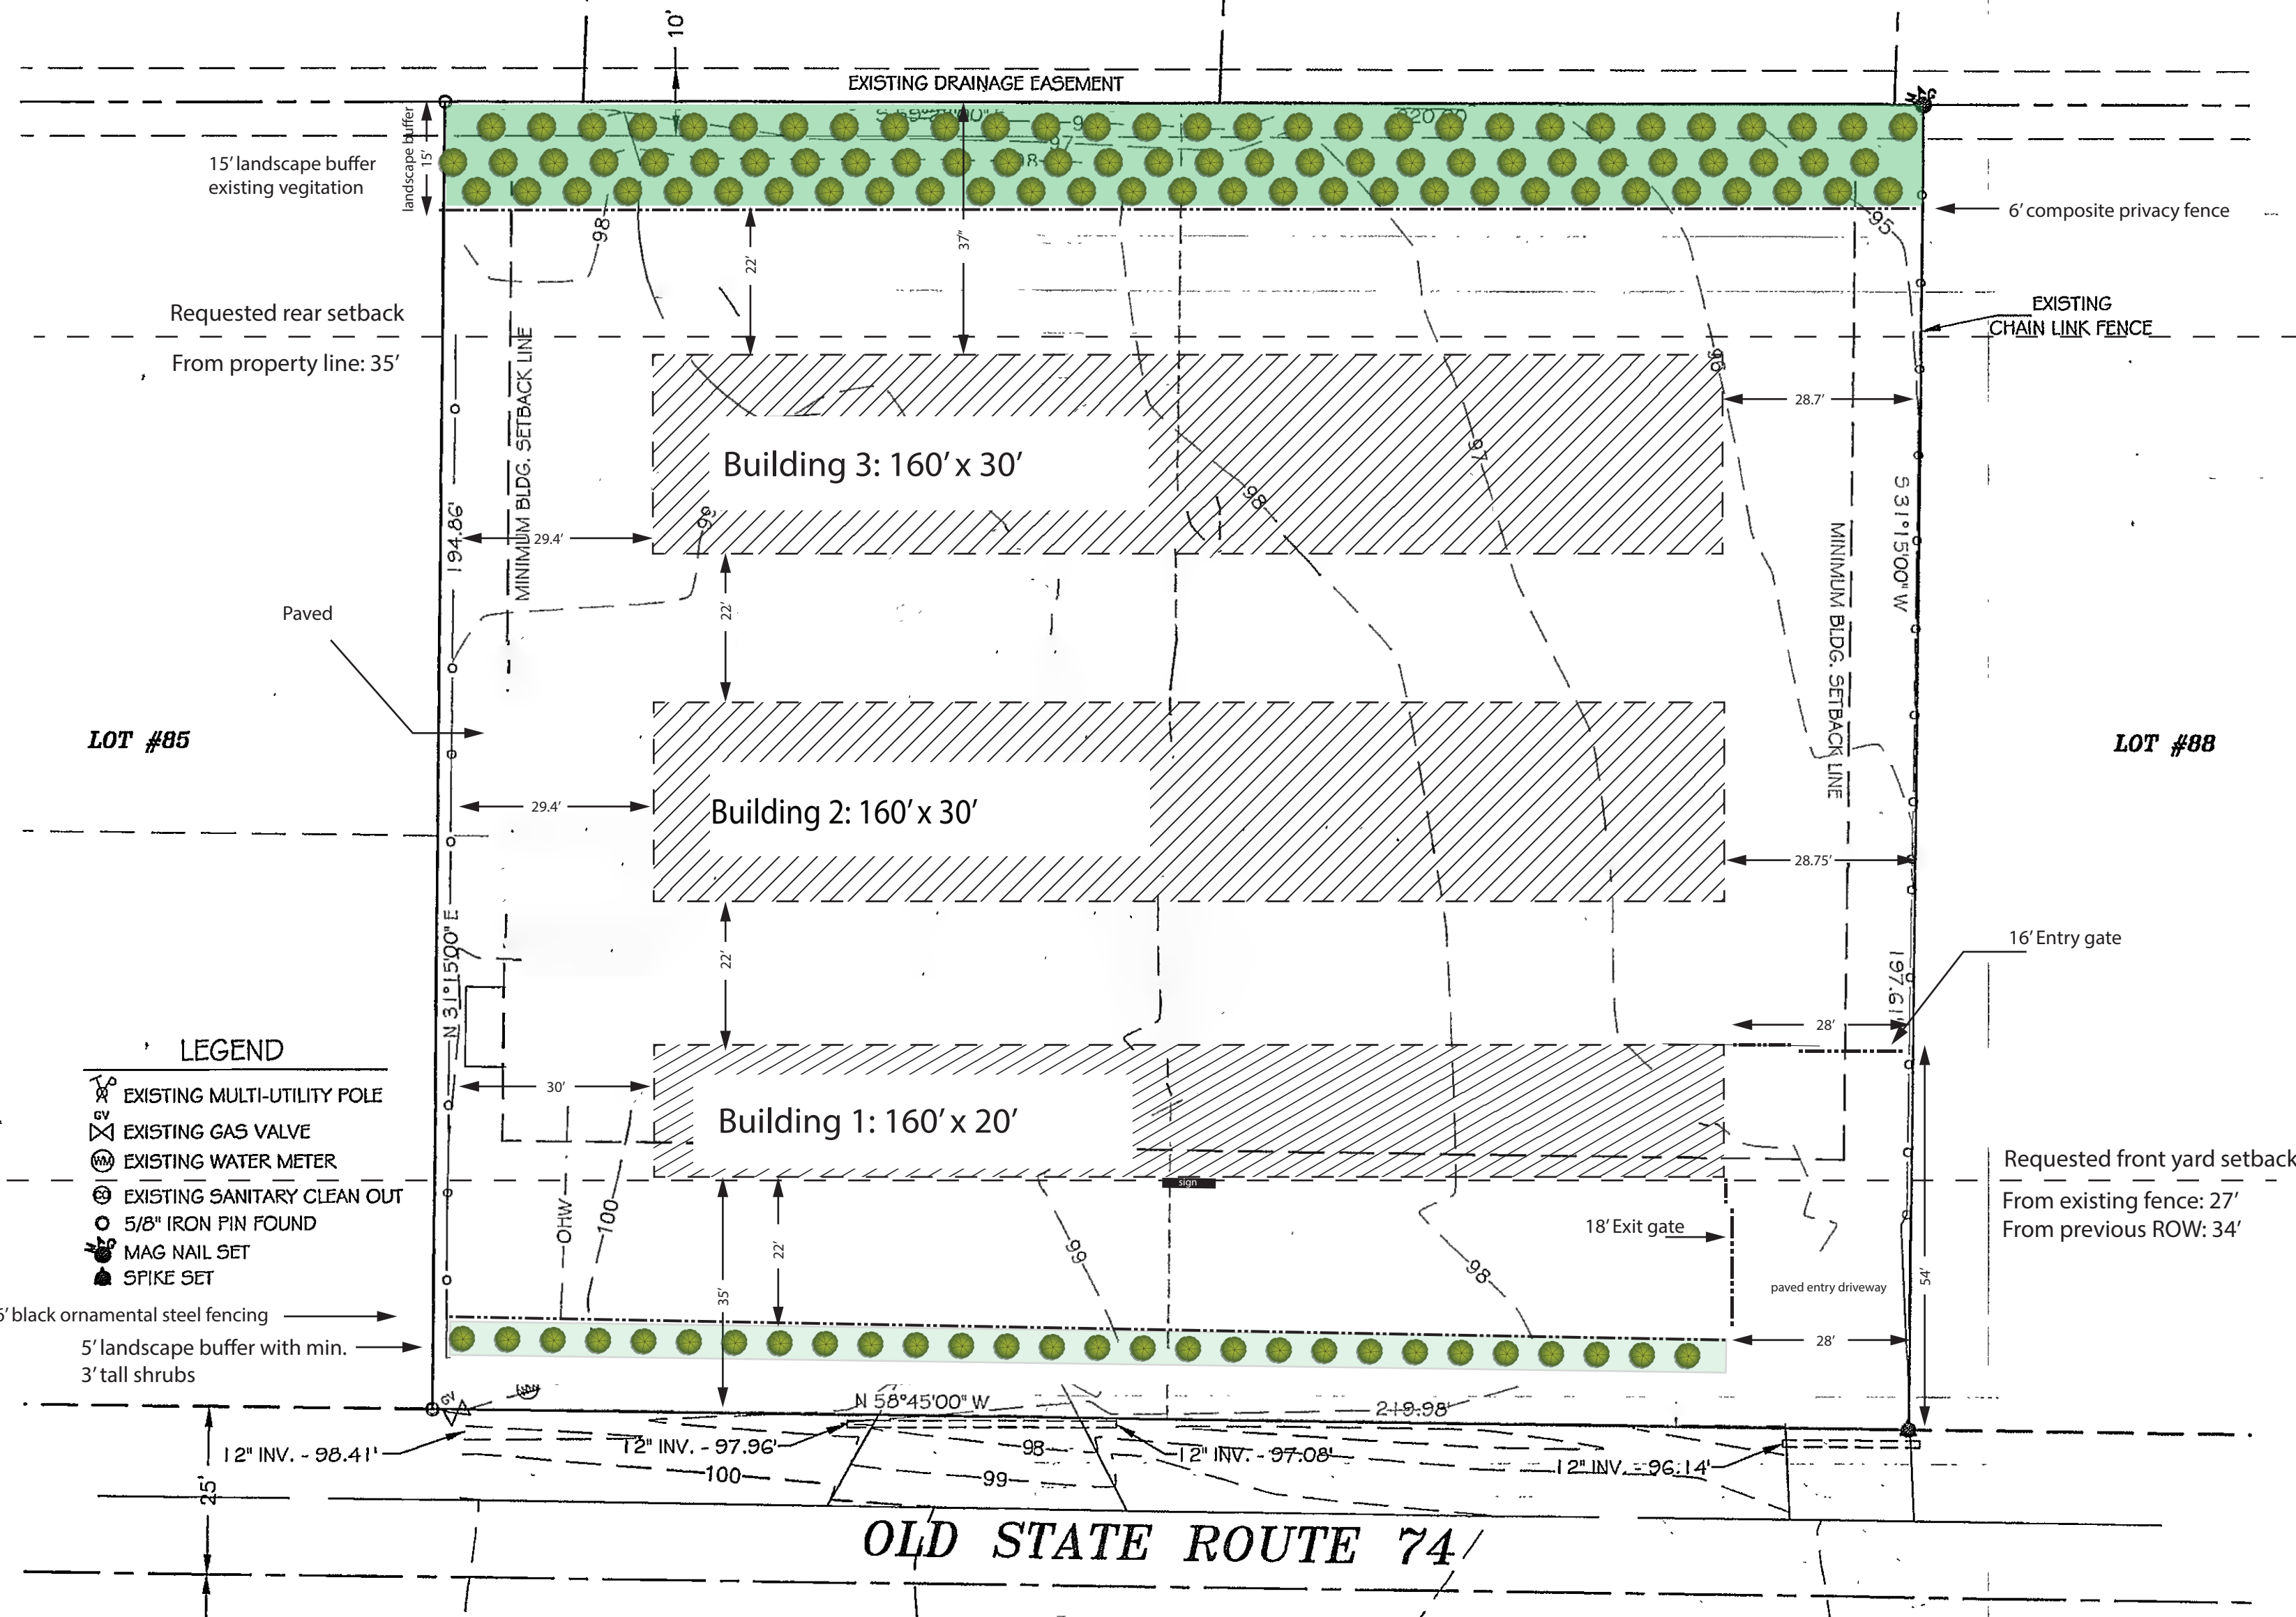 10'
EXISTING DRAINAGE EASEMENT
landscape buffer
15'
15' landscape buffer
existing vegitation
97
98
6' composite privacy fence
95
22'
37"
Requested rear setback
From property line: 35'
EXISTING
CHAIN LINK FENCE
MINIMUM BLDG. SETBACK LINE
96
28.7'
Building 3: 160' x 30'
97
98
194.86'
29.4'
S 31°15'00" W
MINIMUM BLDG. SETBACK LINE
22'
Paved
LOT #85
LOT #88
Building 2: 160' x 30'
29.4'
28.75'
N 31°15'00" E
22'
16' Entry gate
197.61'
28'
30'
Building 1: 160' x 20'
LEGEND
EXISTING MULTI-UTILITY POLE
GV
EXISTING GAS VALVE
WM
EXISTING WATER METER
CO
EXISTING SANITARY CLEAN OUT
5/8" IRON PIN FOUND
MAG NAIL SET
SPIKE SET
Requested front yard setback
From existing fence: 27'
From previous ROW: 34'
sign
OHW
100
22'
35'
99
98
18' Exit gate
paved entry driveway
54'
6' black ornamental steel fencing
5' landscape buffer with min.
3' tall shrubs
28'
GV
WM
N 58°45'00" W
219.98'
12" INV. - 98.41'
12" INV. - 97.96'
98
12" INV. - 97.08'
12" INV. - 96.14'
100
99
25'
OLD STATE ROUTE 74